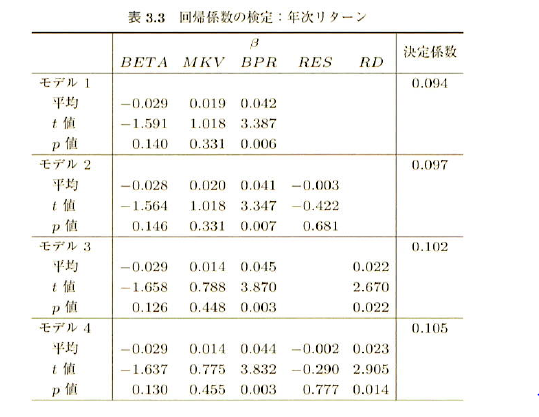 表 3.3 回帰係数の検定：年次リターン
β
決定係数
BETA MKV BPR RES RD
モデル 1 0.094
平均 −0.029 0.019 0.042
t 値 −1.591 1.018 3.387
p 値 0.140 0.331 0.006
モデル 2 0.097
平均 −0.028 0.020 0.041 −0.003
t 値 −1.564 1.018 3.347 −0.422
p 値 0.146 0.331 0.007 0.681
モデル 3 0.102
平均 −0.029 0.014 0.045 0.022
t 値 −1.658 0.788 3.870 2.670
p 値 0.126 0.448 0.003 0.022
モデル 4 0.105
平均 −0.029 0.014 0.044 −0.002 0.023
t 値 −1.637 0.775 3.832 −0.290 2.905
p 値 0.130 0.455 0.003 0.777 0.014